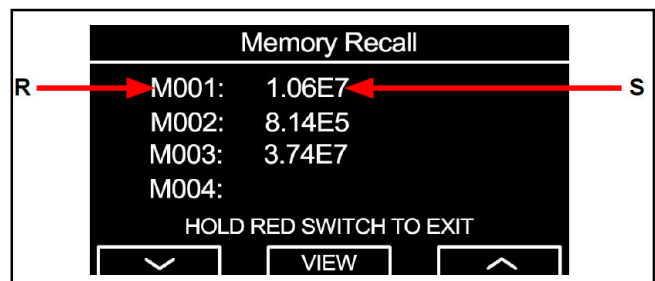 Memory Recall
R M001: 1.06E7 S
M002: 8.14E5
M003: 3.74E7
M004:
HOLD RED SWITCH TO EXIT
VIEW